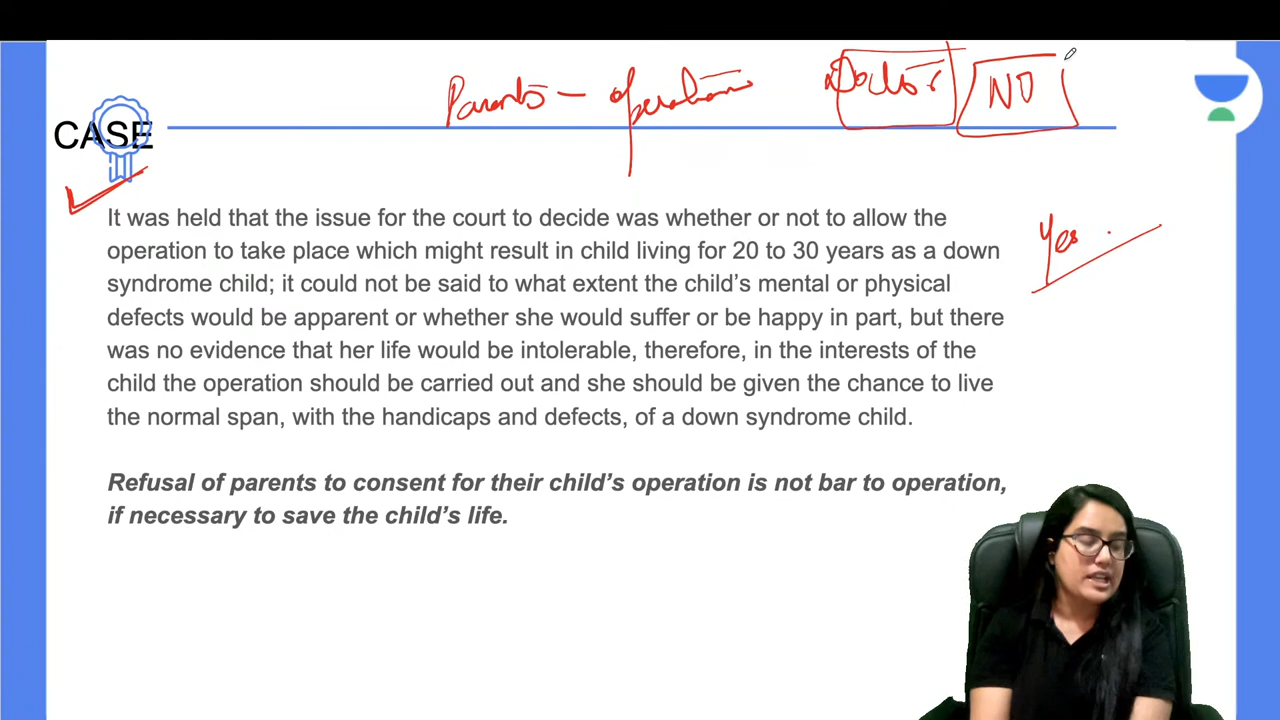 Parents – operations Doctor NO
CASE
It was held that the issue for the court to decide was whether or not to allow the
operation to take place which might result in child living for 20 to 30 years as a down
syndrome child; it could not be said to what extent the child's mental or physical
defects would be apparent or whether she would suffer or be happy in part, but there
was no evidence that her life would be intolerable, therefore, in the interests of the
child the operation should be carried out and she should be given the chance to live
the normal span, with the handicaps and defects, of a down syndrome child.
Yes
Refusal of parents to consent for their child's operation is not bar to operation,
if necessary to save the child's life.